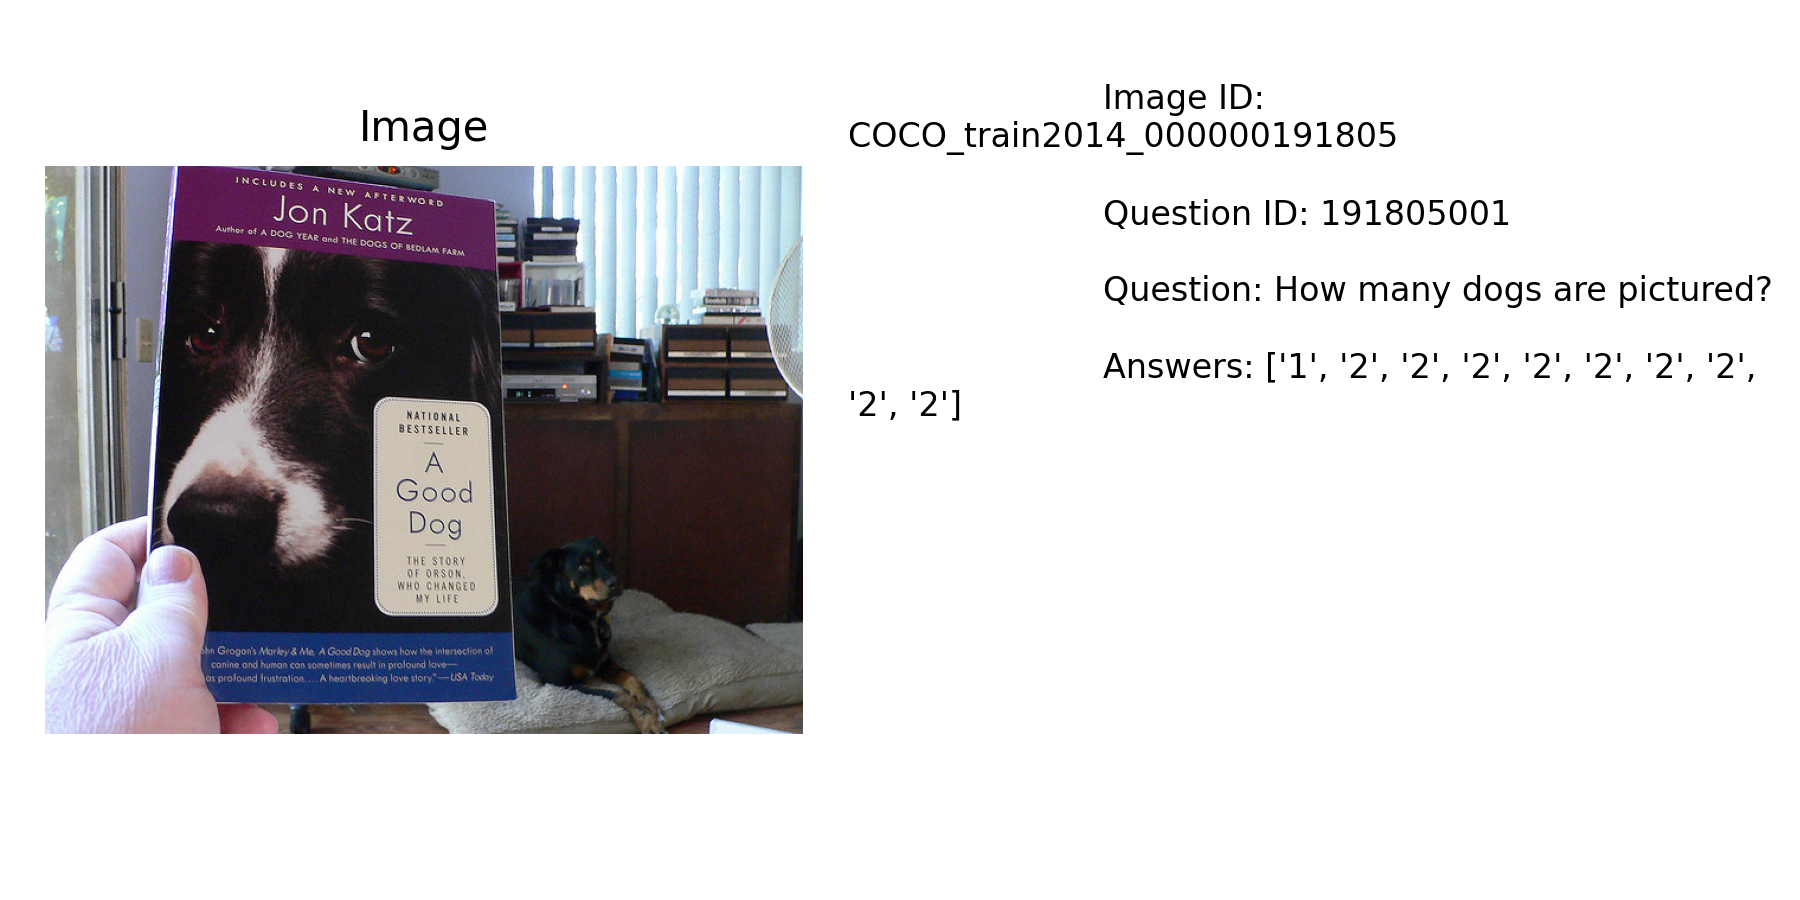 Image
INCLUDES A NEW AFTERWORD
Jon Katz
Author of A DOG YEAR and THE DOGS OF BEDLAM FARM
NATIONAL
BESTSELLER
A
Good
Dog
THE STORY
OF ORSON,
WHO CHANGED
MY LIFE
Grogan's Marley & Me, A Good Dog shows how the intersection of
canine and human can sometimes result in profound love—
as profound frustration.... A heartbreaking love story." —USA Today
Image ID:
COCO_train2014_000000191805
Question ID: 191805001
Question: How many dogs are pictured?
Answers: ['1', '2', '2', '2', '2', '2', '2', '2',
'2', '2']